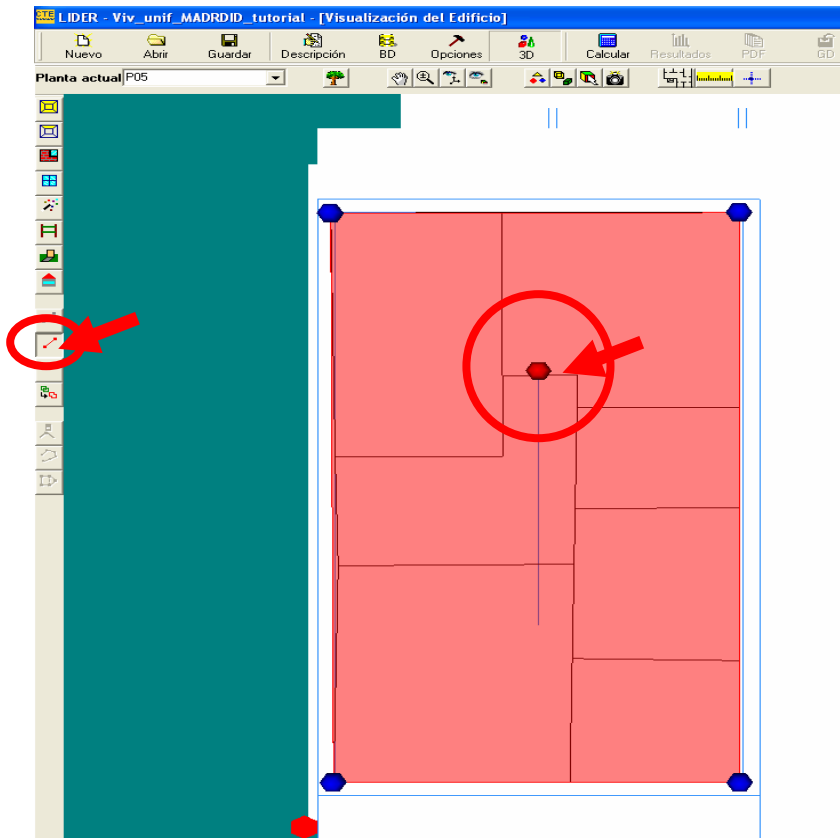 CTE LIDER - Viv_unif_MADRDID_tutorial - [Visualización del Edificio]
Nuevo Abrir Guardar Descripción BD Opciones 3D Calcular Resultados PDF GD
Planta actual P05